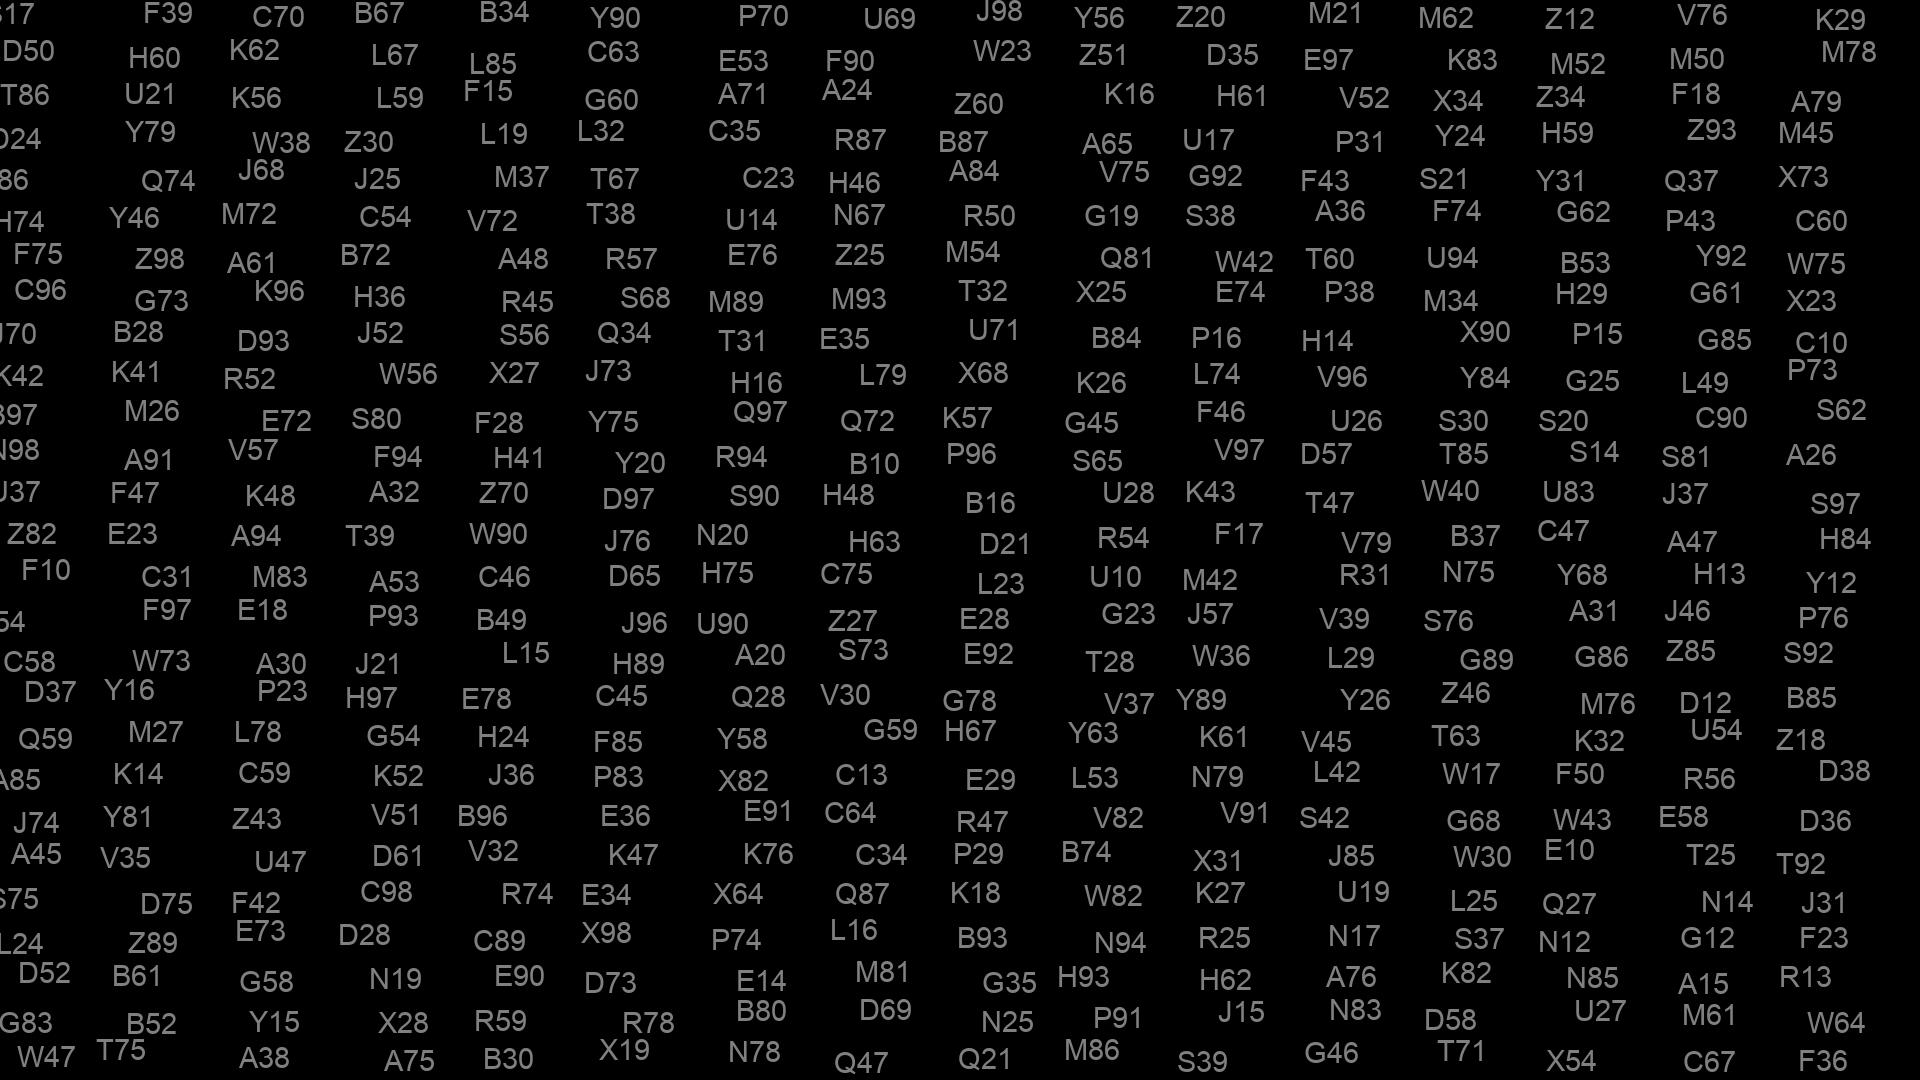 F39 C70 B67 B34 Y90 P70 U69 J98 Y56 Z20 M21 M62 Z12 V76 K29
D50 H60 K62 L67 L85 C63 E53 F90 W23 Z51 D35 E97 K83 M52 M50 M78
T86 U21 K56 L59 F15 G60 A71 A24 Z60 K16 H61 V52 X34 Z34 F18 A79
D24 Y79 W38 Z30 L19 L32 C35 R87 B87 A65 U17 P31 Y24 H59 Z93 M45
86 Q74 J68 J25 M37 T67 C23 H46 A84 V75 G92 F43 S21 Y31 Q37 X73
H74 Y46 M72 C54 V72 T38 U14 N67 R50 G19 S38 A36 F74 G62 P43 C60
F75 Z98 A61 B72 A48 R57 E76 Z25 M54 Q81 W42 T60 U94 B53 Y92 W75
C96 G73 K96 H36 R45 S68 M89 M93 T32 X25 E74 P38 M34 H29 G61 X23
J70 B28 D93 J52 S56 Q34 T31 E35 U71 B84 P16 H14 X90 P15 G85 C10
K42 K41 R52 W56 X27 J73 H16 L79 X68 K26 L74 V96 Y84 G25 L49 P73
97 M26 E72 S80 F28 Y75 Q97 Q72 K57 G45 F46 U26 S30 S20 C90 S62
N98 A91 V57 F94 H41 Y20 R94 B10 P96 S65 V97 D57 T85 S14 S81 A26
J37 F47 K48 A32 Z70 D97 S90 H48 B16 U28 K43 T47 W40 U83 J37 S97
Z82 E23 A94 T39 W90 J76 N20 H63 D21 R54 F17 V79 B37 C47 A47 H84
F10 C31 M83 A53 C46 D65 H75 C75 L23 U10 M42 R31 N75 Y68 H13 Y12
54 F97 E18 P93 B49 J96 U90 Z27 E28 G23 J57 V39 S76 A31 J46 P76
C58 W73 A30 J21 L15 H89 A20 S73 E92 T28 W36 L29 G89 G86 Z85 S92
D37 Y16 P23 H97 E78 C45 Q28 V30 G78 V37 Y89 Y26 Z46 M76 D12 B85
Q59 M27 L78 G54 H24 F85 Y58 G59 H67 Y63 K61 V45 T63 K32 U54 Z18
A85 K14 C59 K52 J36 P83 X82 C13 E29 L53 N79 L42 W17 F50 R56 D38
J74 Y81 Z43 V51 B96 E36 E91 C64 R47 V82 V91 S42 G68 W43 E58 D36
A45 V35 U47 D61 V32 K47 K76 C34 P29 B74 X31 J85 W30 E10 T25 T92
S75 D75 F42 C98 R74 E34 X64 Q87 K18 W82 K27 U19 L25 Q27 N14 J31
L24 Z89 E73 D28 C89 X98 P74 L16 B93 N94 R25 N17 S37 N12 G12 F23
D52 B61 G58 N19 E90 D73 E14 M81 G35 H93 H62 A76 K82 N85 A15 R13
G83 B52 Y15 X28 R59 R78 B80 D69 N25 P91 J15 N83 D58 U27 M61 W64
W47 T75 A38 A75 B30 X19 N78 Q47 Q21 M86 S39 G46 T71 X54 C67 F36